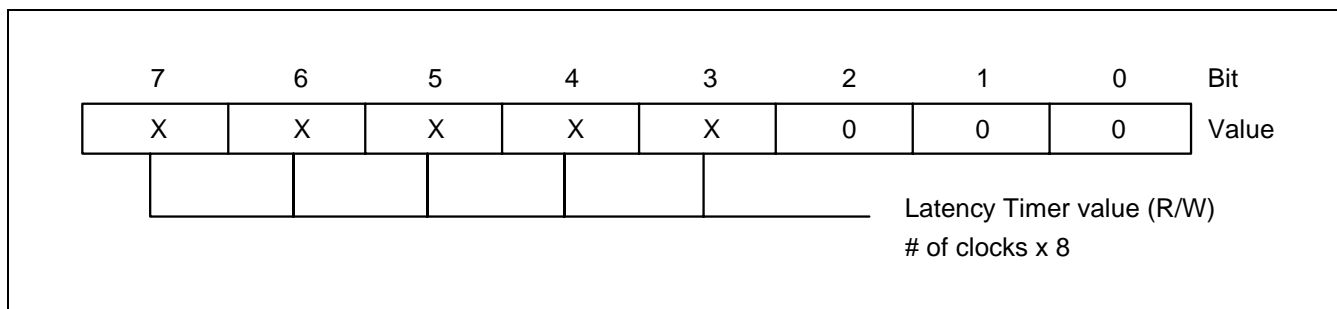 7 6 5 4 3 2 1 0 Bit
X X X X X 0 0 0 Value
Latency Timer value (R/W)
# of clocks x 8